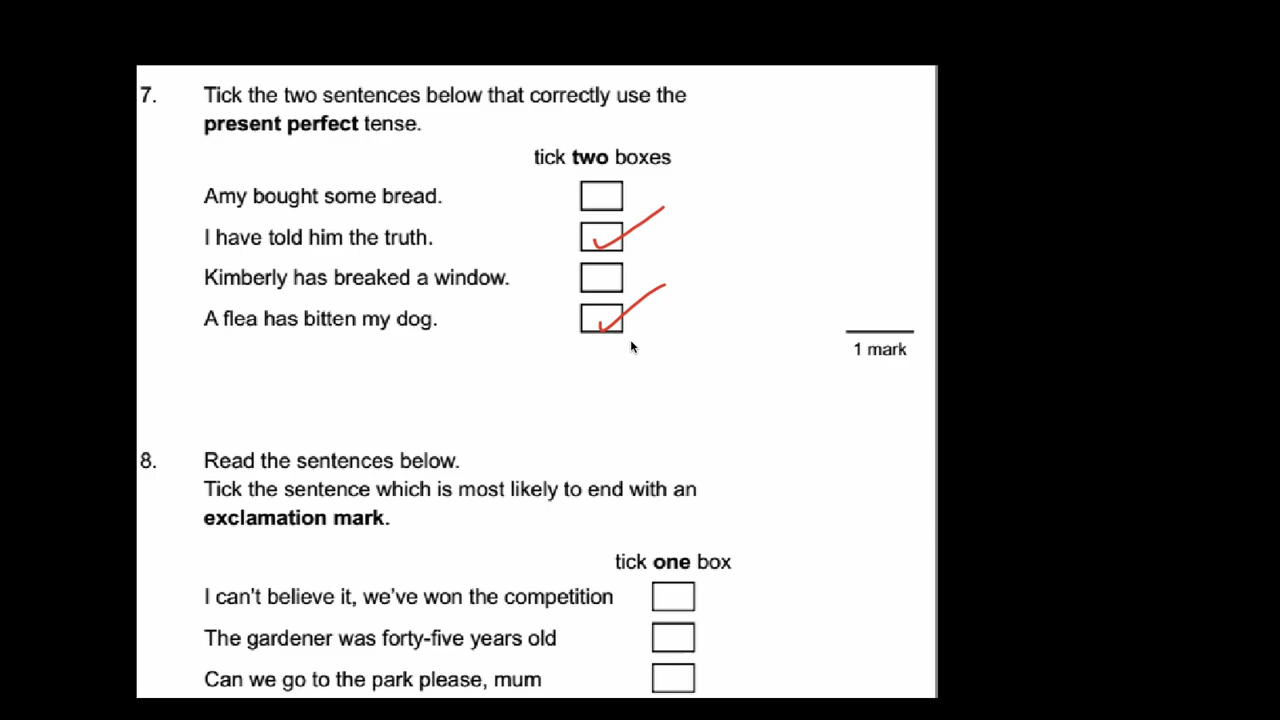 7. Tick the two sentences below that correctly use the
present perfect tense.
tick two boxes
Amy bought some bread.
I have told him the truth.
Kimberly has breaked a window.
A flea has bitten my dog.
1 mark
8. Read the sentences below.
Tick the sentence which is most likely to end with an
exclamation mark.
tick one box
I can't believe it, we've won the competition
The gardener was forty-five years old
Can we go to the park please, mum